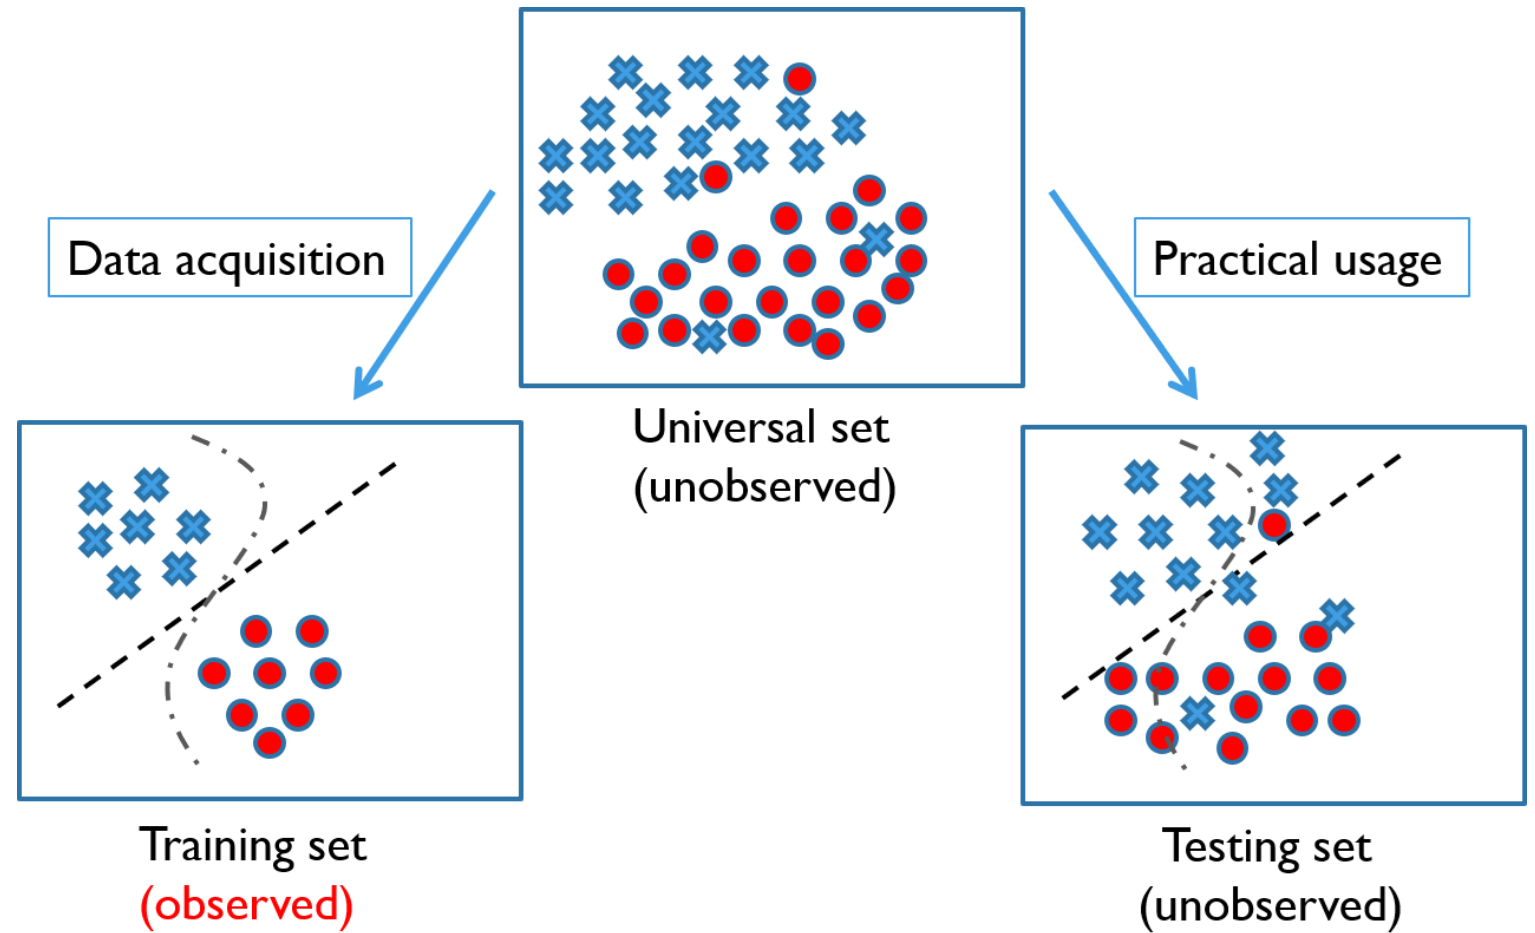 Data acquisition
Practical usage
Universal set
(unobserved)
Training set
(observed)
Testing set
(unobserved)